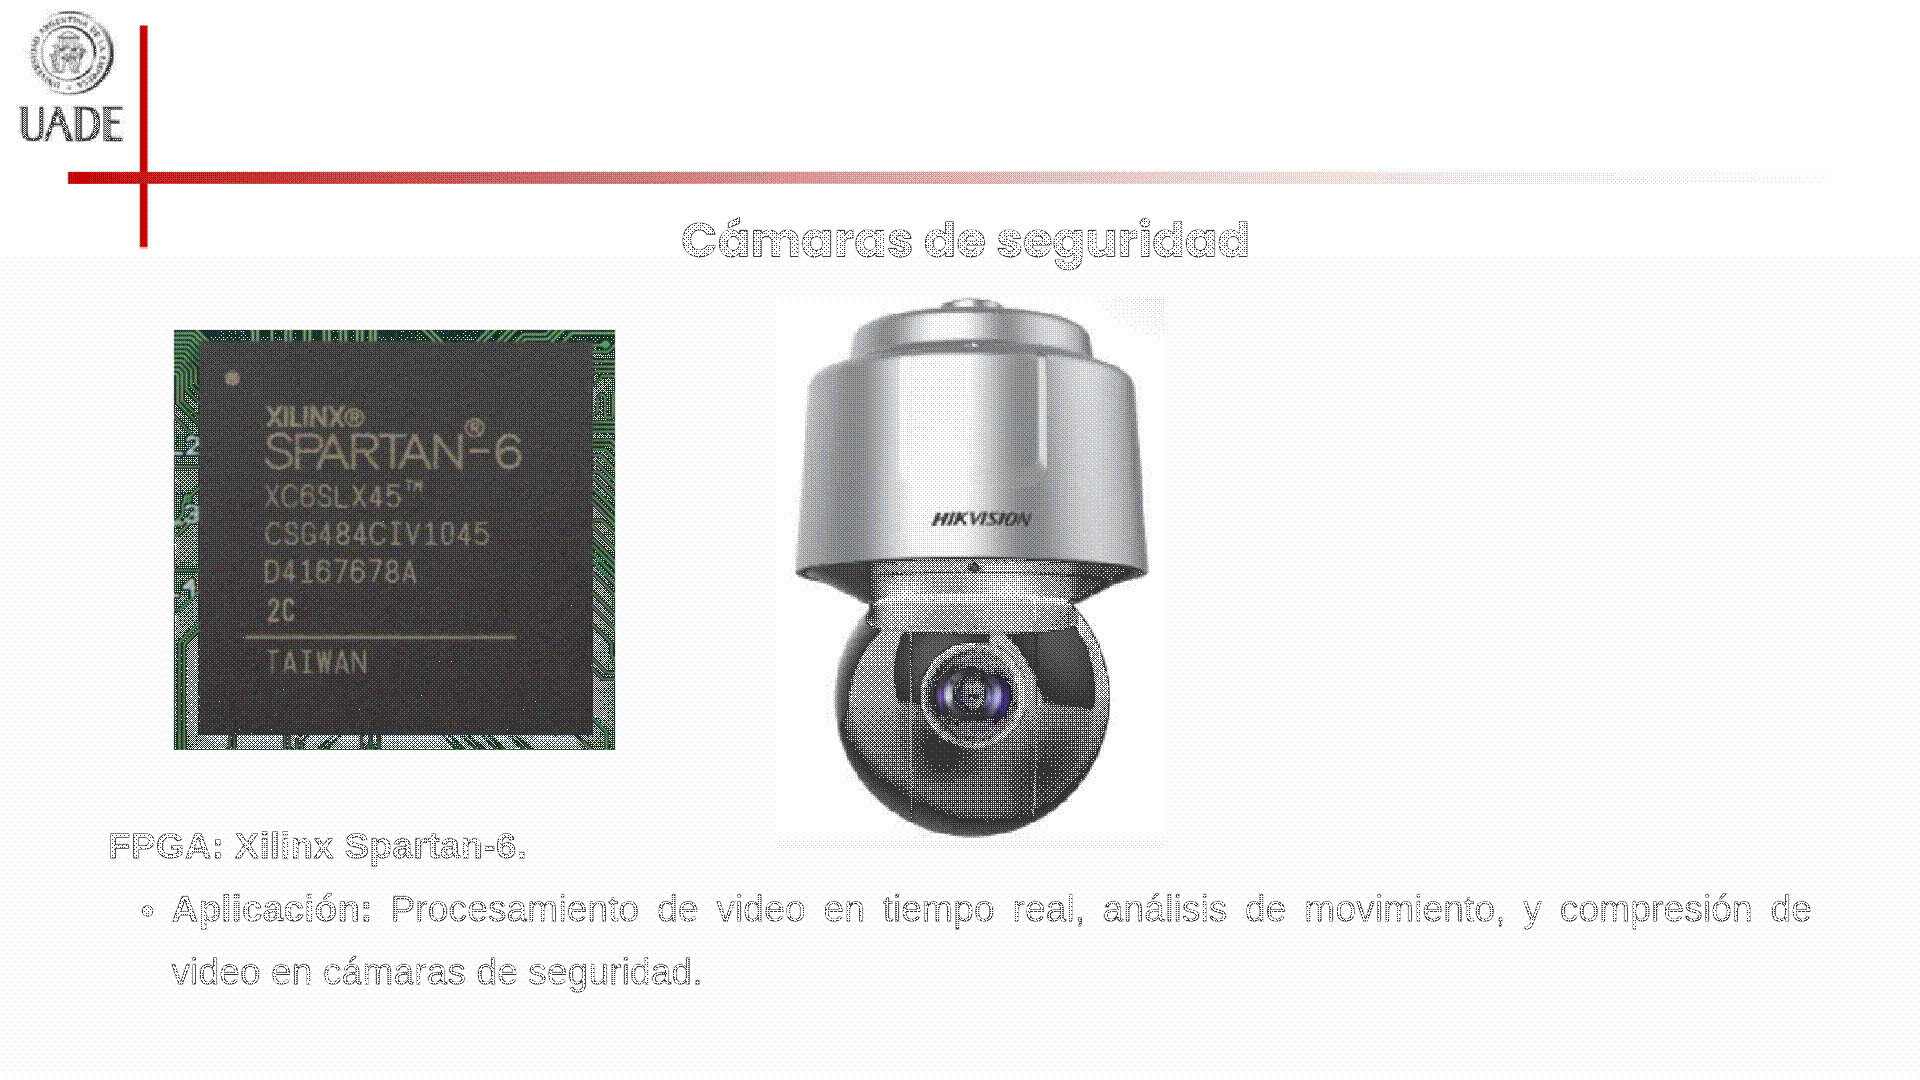 UADE
Cámaras de seguridad
XILINX®
SPARTAN®-6
XC6SLX45™
CSG484CIV1045
D4167678A
2C
TAIWAN
HIKVISION
FPGA: Xilinx Spartan-6.
• Aplicación: Procesamiento de video en tiempo real, análisis de movimiento, y compresión de
video en cámaras de seguridad.